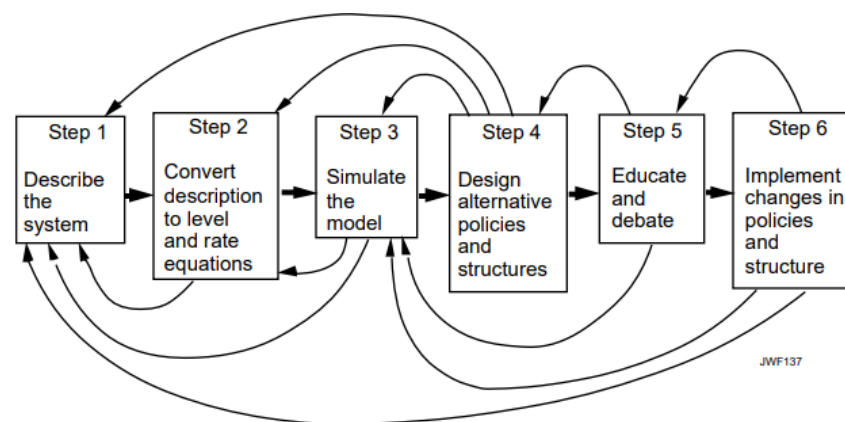 Step 1
Describe
the
system
Step 2
Convert
description
to level
and rate
equations
Step 3
Simulate
the
model
Step 4
Design
alternative
policies
and
structures
Step 5
Educate
and
debate
Step 6
Implement
changes in
policies
and
structure
JWF137